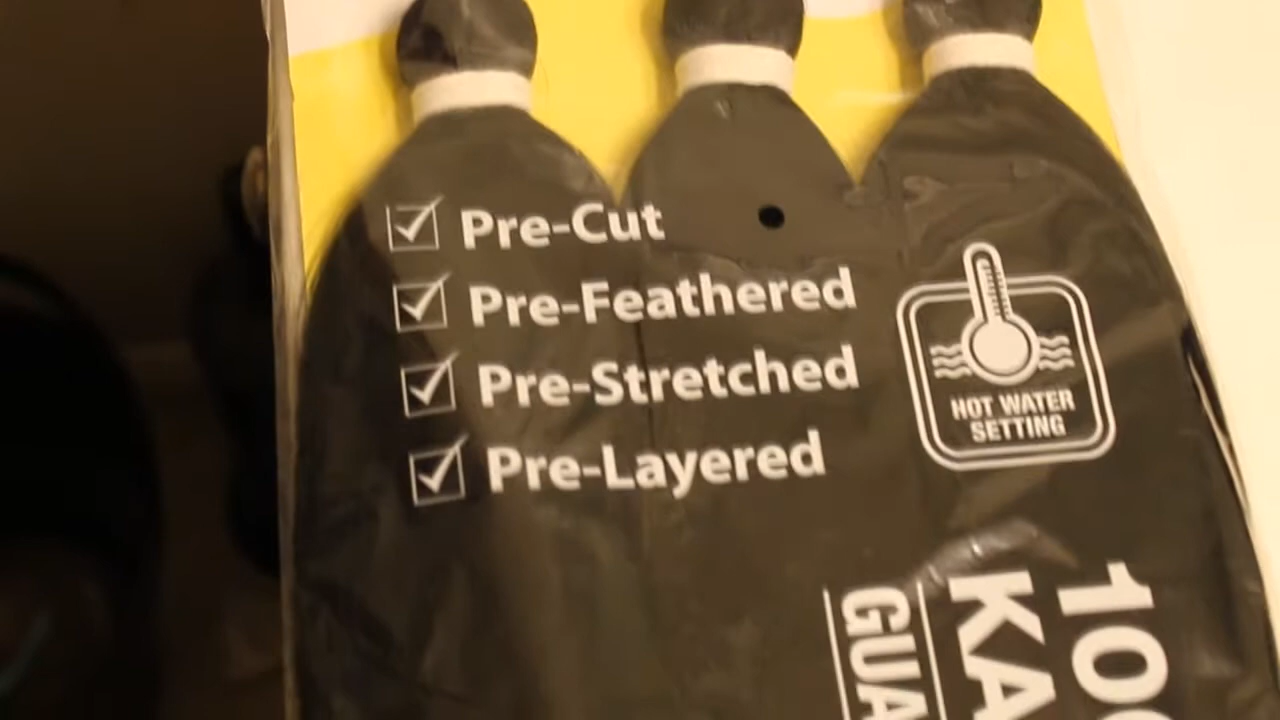 Pre-Cut
Pre-Feathered
Pre-Stretched
Pre-Layered
HOT WATER
SETTING